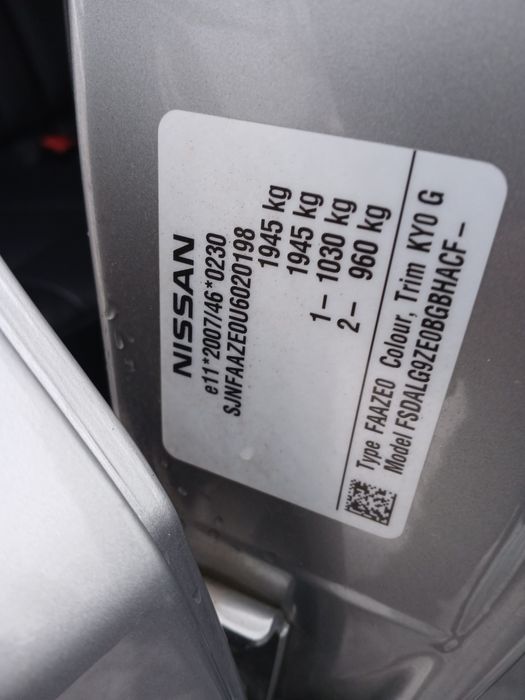 NISSAN
e11*2007/46*0230
SJNFAAZE0U6020198
1945 kg
1945 kg
1- 1030 kg
2- 960 kg
Type FAAZE0 Colour, Trim KY0 G
Model FSDALG9ZE0BGBHACF-